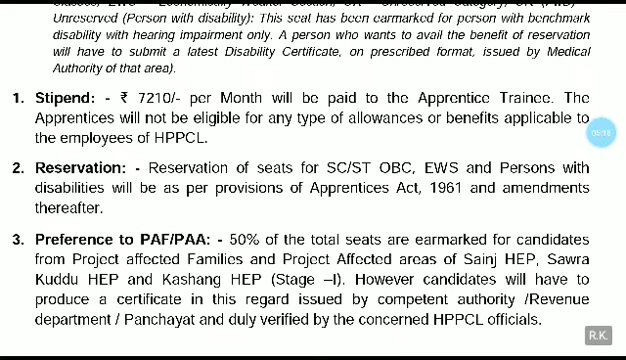 Unreserved (Person with disability): This seat has been earmarked for person with benchmark
disability with hearing impairment only. A person who wants to avail the benefit of reservation
will have to submit a latest Disability Certificate, on prescribed format, issued by Medical
Authority of that area).
1. Stipend: - ₹ 7210/- per Month will be paid to the Apprentice Trainee. The
Apprentices will not be eligible for any type of allowances or benefits applicable to
the employees of HPPCL.
2. Reservation: - Reservation of seats for SC/ST OBC, EWS and Persons with
disabilities will be as per provisions of Apprentices Act, 1961 and amendments
thereafter.
3. Preference to PAF/PAA: - 50% of the total seats are earmarked for candidates
from Project affected Families and Project Affected areas of Sainj HEP, Sawra
Kuddu HEP and Kashang HEP (Stage –I). However candidates will have to
produce a certificate in this regard issued by competent authority /Revenue
department / Panchayat and duly verified by the concerned HPPCL officials.
R.K.